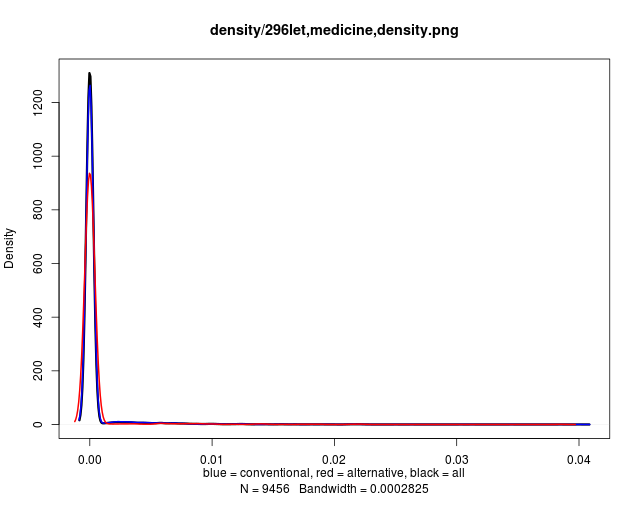 density/296let,medicine,density.png
Density
0
200
400
600
800
1000
1200
0.00 0.01 0.02 0.03 0.04
blue = conventional, red = alternative, black = all
N = 9456 Bandwidth = 0.0002825